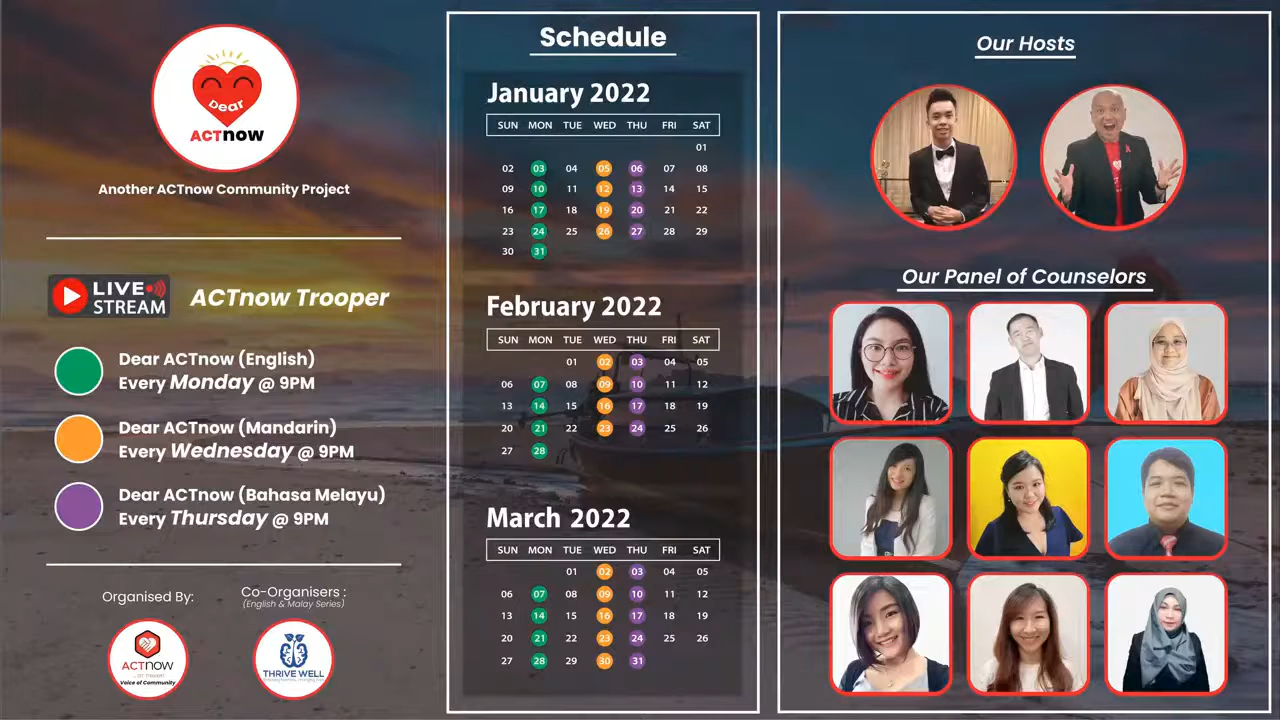 Dear
ACTnow
Another ACTnow Community Project
LIVE
STREAM
ACTnow Trooper
Dear ACTnow (English)
Every Monday @ 9PM
Dear ACTnow (Mandarin)
Every Wednesday @ 9PM
Dear ACTnow (Bahasa Melayu)
Every Thursday @ 9PM
Organised By:
ACTNOW
Voice of Community
Co-Organisers :
(English & Malay Series)
THRIVE WELL
Schedule
January 2022
SUN MON TUE WED THU FRI SAT
01
02 03 04 05 06 07 08
09 10 11 12 13 14 15
16 17 18 19 20 21 22
23 24 25 26 27 28 29
30 31
February 2022
SUN MON TUE WED THU FRI SAT
01 02 03 04 05
06 07 08 09 10 11 12
13 14 15 16 17 18 19
20 21 22 23 24 25 26
27 28
March 2022
SUN MON TUE WED THU FRI SAT
01 02 03 04 05
06 07 08 09 10 11 12
13 14 15 16 17 18 19
20 21 22 23 24 25 26
27 28 29 30 31
Our Hosts
Our Panel of Counselors